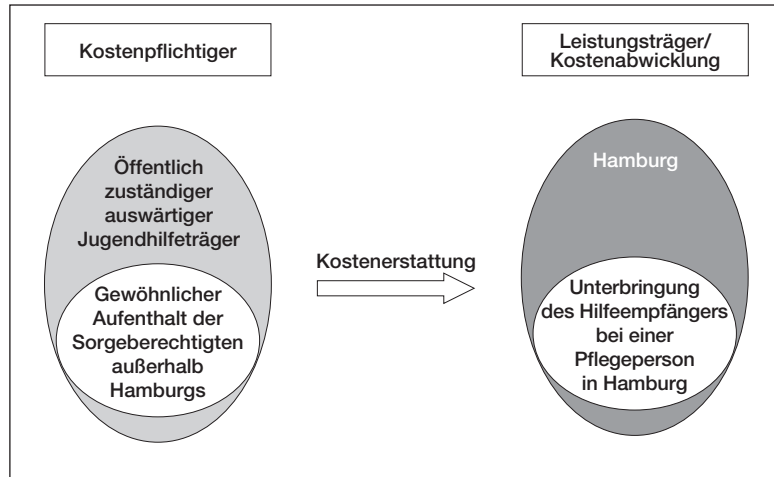 Kostenpflichtiger
Leistungsträger/
Kostenabwicklung
Öffentlich
zuständiger
auswärtiger
Jugendhilfeträger
Gewöhnlicher
Aufenthalt der
Sorgeberechtigten
außerhalb
Hamburgs
Kostenerstattung
Hamburg
Unterbringung
des Hilfeempfängers
bei einer
Pflegeperson
in Hamburg